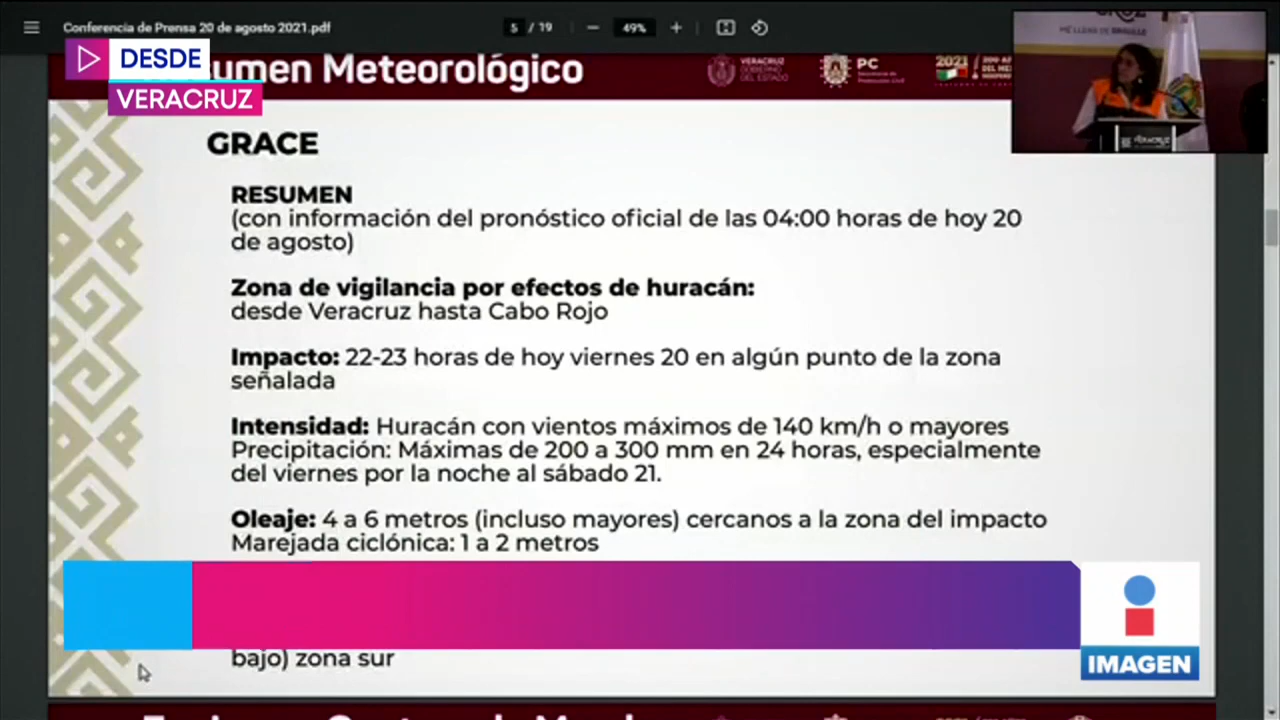 Conferencia de Prensa 20 de agosto 2021.pdf
5 / 19
49%
DESDE
VERACRUZ
umen Meteorológico
VERACRUZ
GOBIERNO
DEL ESTADO
PC
2021
GRACE
RESUMEN
(con información del pronóstico oficial de las 04:00 horas de hoy 20
de agosto)
Zona de vigilancia por efectos de huracán:
desde Veracruz hasta Cabo Rojo
Impacto: 22-23 horas de hoy viernes 20 en algún punto de la zona
señalada
Intensidad: Huracán con vientos máximos de 140 km/h o mayores
Precipitación: Máximas de 200 a 300 mm en 24 horas, especialmente
del viernes por la noche al sábado 21.
Oleaje: 4 a 6 metros (incluso mayores) cercanos a la zona del impacto
Marejada ciclónica: 1 a 2 metros
bajo) zona sur
IMAGEN